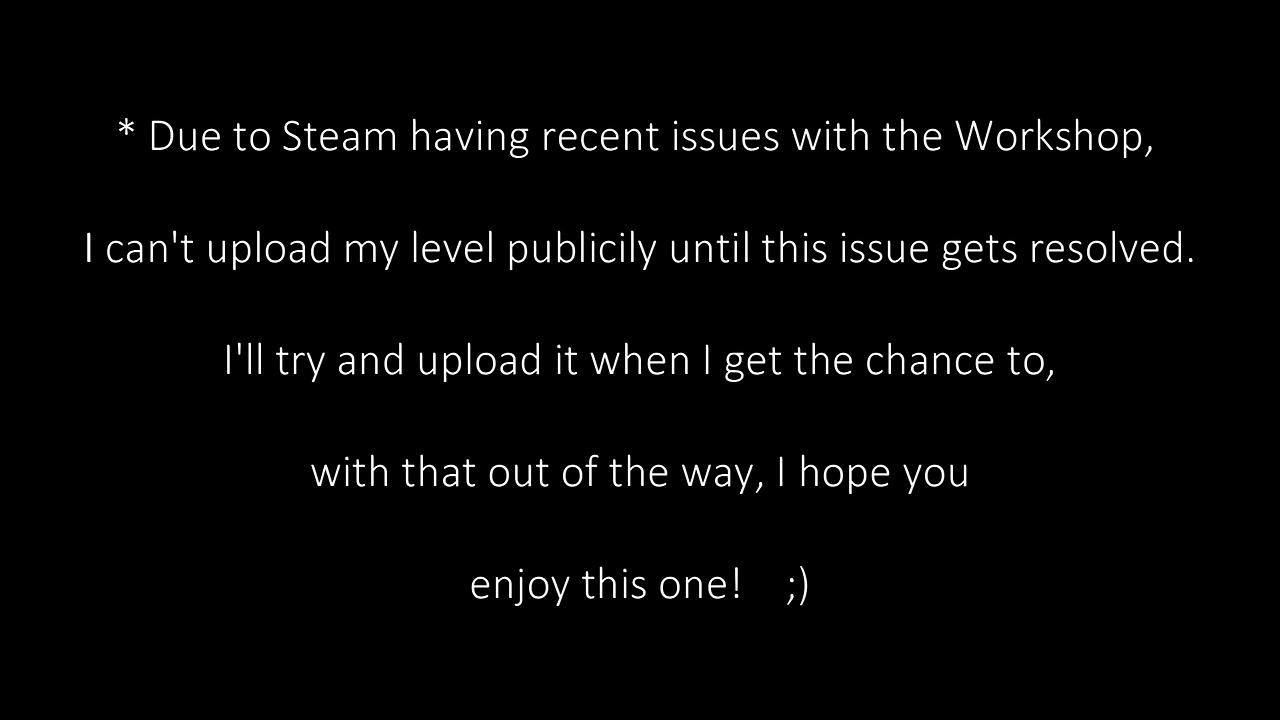 * Due to Steam having recent issues with the Workshop,
I can't upload my level publicily until this issue gets resolved.
I'll try and upload it when I get the chance to,
with that out of the way, I hope you
enjoy this one!    ;)